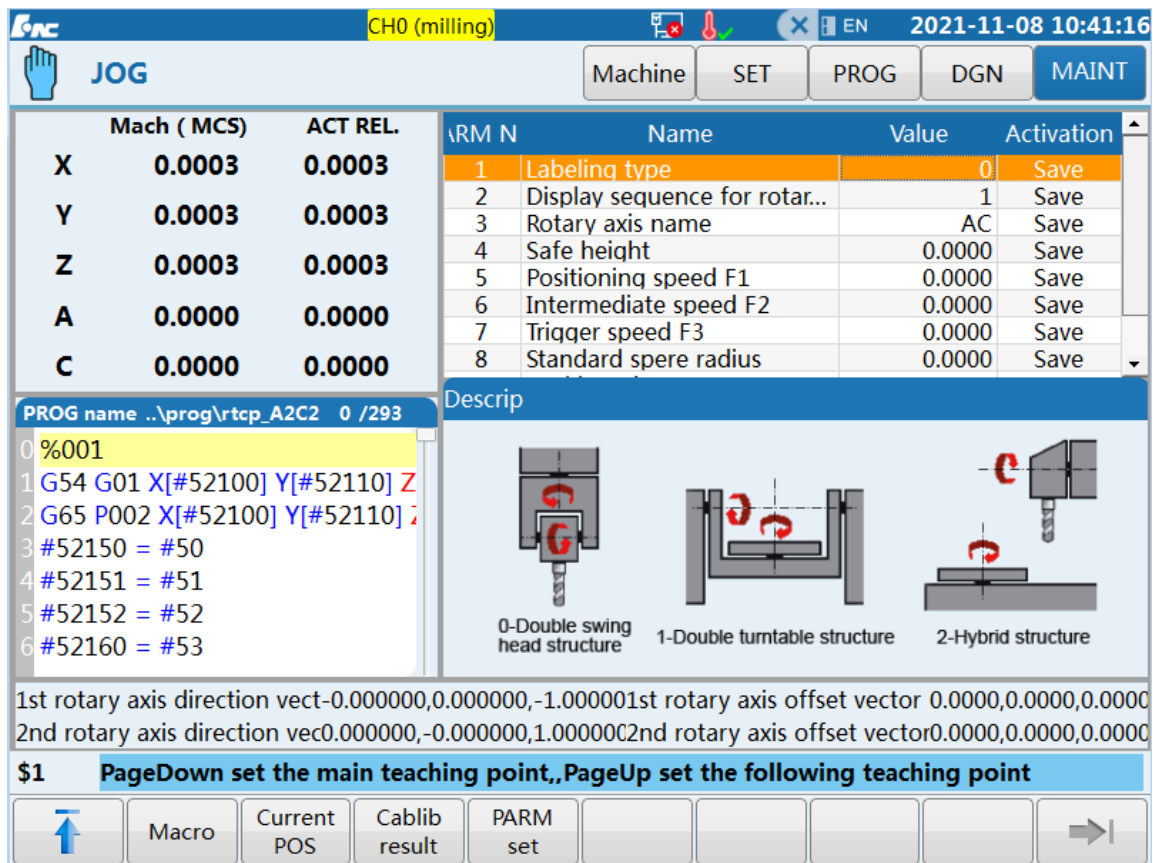 CH0 (milling) EN 2021-11-08 10:41:16
JOG Machine SET PROG DGN MAINT
Mach ( MCS) ACT REL.
X 0.0003 0.0003
Y 0.0003 0.0003
Z 0.0003 0.0003
A 0.0000 0.0000
C 0.0000 0.0000
ARM N Name Value Activation
1 Labeling type 0 Save
2 Display sequence for rotar... 1 Save
3 Rotary axis name AC Save
4 Safe height 0.0000 Save
5 Positioning speed F1 0.0000 Save
6 Intermediate speed F2 0.0000 Save
7 Trigger speed F3 0.0000 Save
8 Standard spere radius 0.0000 Save
PROG name ..\prog\rtcp_A2C2 0 /293
0 %001
1 G54 G01 X[#52100] Y[#52110] Z
2 G65 P002 X[#52100] Y[#52110] Z
3 #52150 = #50
4 #52151 = #51
5 #52152 = #52
6 #52160 = #53
Descrip
0-Double swing
head structure
1-Double turntable structure
2-Hybrid structure
1st rotary axis direction vect-0.000000,0.000000,-1.000001st rotary axis offset vector 0.0000,0.0000,0.0000
2nd rotary axis direction vec0.000000,-0.000000,1.0000002nd rotary axis offset vector0.0000,0.0000,0.0000
$1 PageDown set the main teaching point,,PageUp set the following teaching point
Macro
Current
POS
Cablib
result
PARM
set